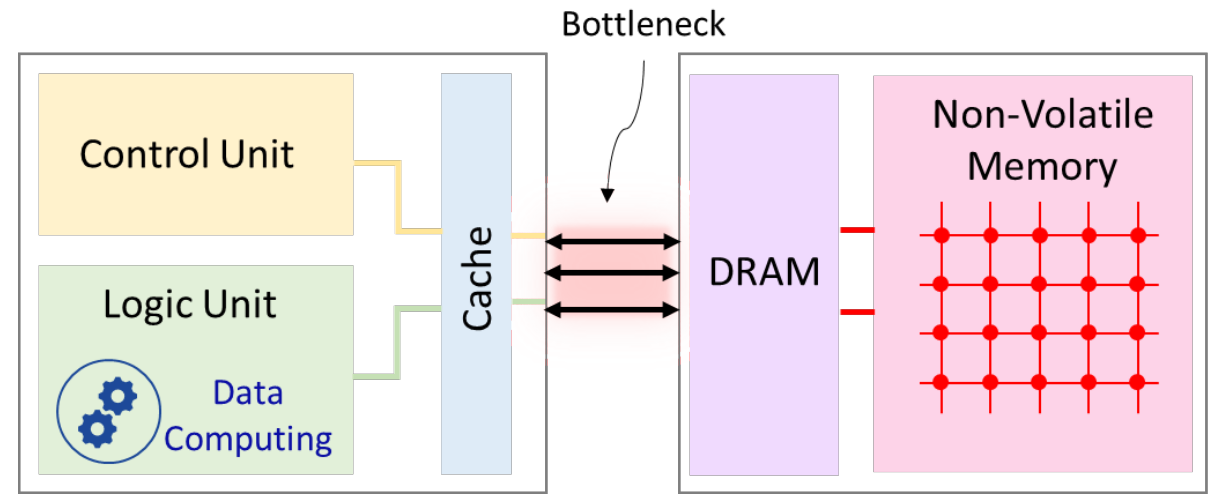 Bottleneck
Control Unit
Logic Unit
Data
Computing
Cache
DRAM
Non-Volatile
Memory